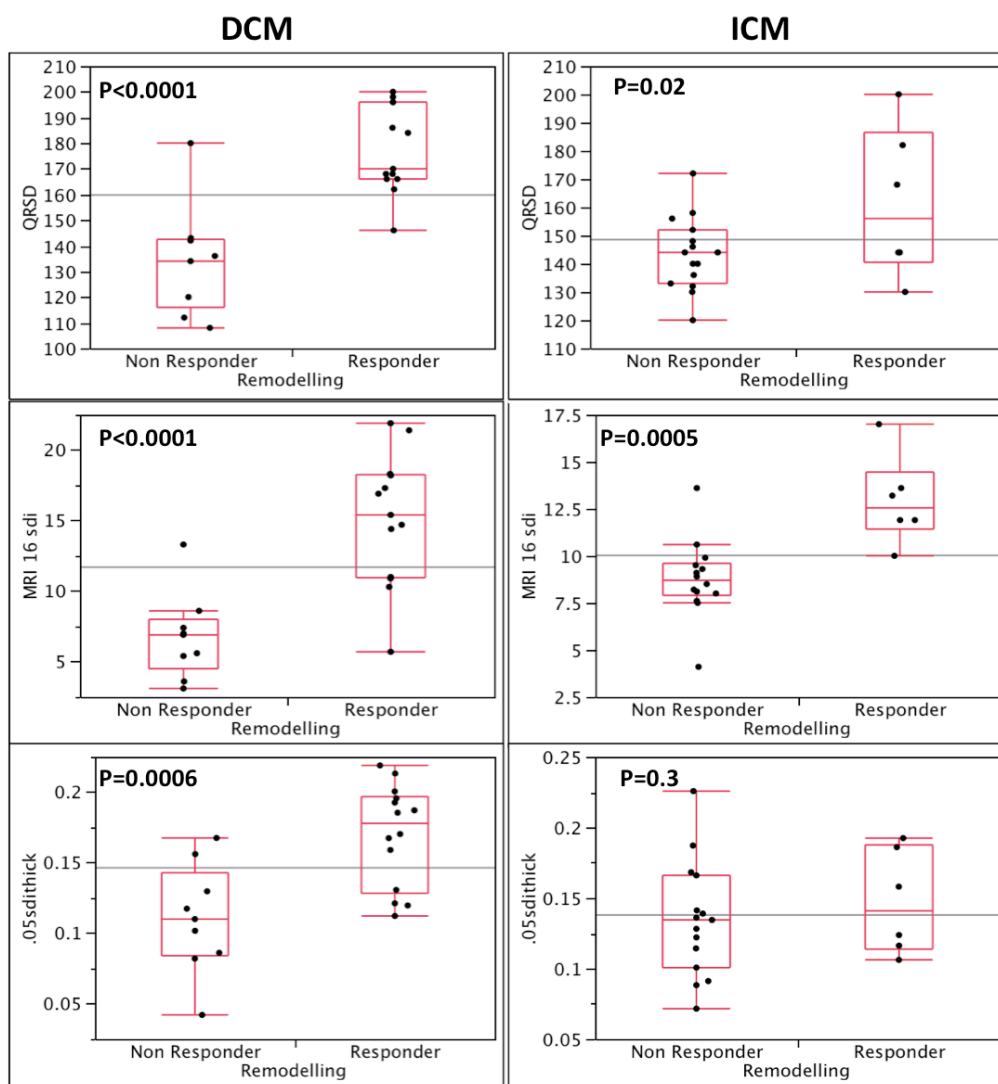 DCM
ICM
P<0.0001
210
200
190
180
170
160
150
140
130
120
110
100
QRSD
Non Responder
Responder
Remodelling
P=0.02
210
200
190
180
170
160
150
140
130
120
110
QRSD
Non Responder
Responder
Remodelling
P<0.0001
20
15
10
5
MRI 16 sdi
Non Responder
Responder
Remodelling
P=0.0005
17.5
15
12.5
10
7.5
5
2.5
MRI 16 sdi
Non Responder
Responder
Remodelling
P=0.0006
0.2
0.15
0.1
0.05
.05sdithick
Non Responder
Responder
Remodelling
P=0.3
0.25
0.2
0.15
0.1
0.05
.05sdithick
Non Responder
Responder
Remodelling